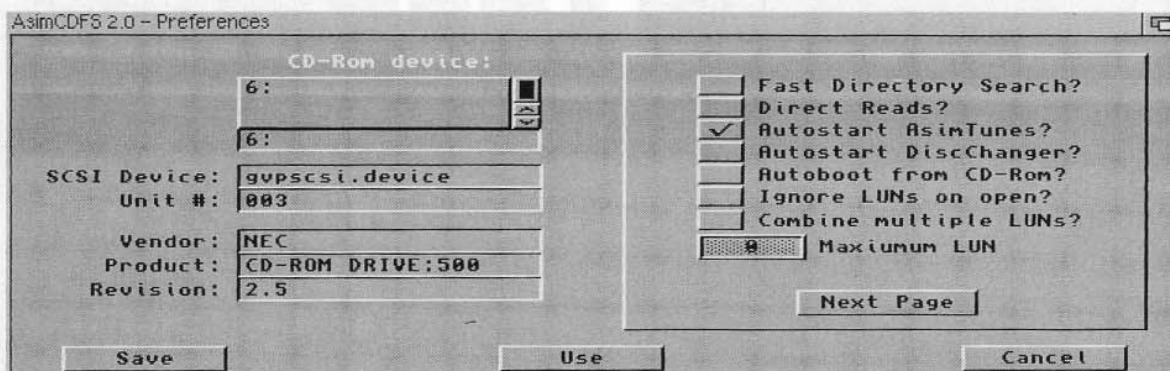 AsimCDFS 2.0 – Preferences
CD-Rom device:
6:
6:
SCSI Device: gvpscsi.device
Unit #: 003
Vendor: NEC
Product: CD-ROM DRIVE:500
Revision: 2.5
Fast Directory Search?
Direct Reads?
Autostart AsimTunes?
Autostart DiscChanger?
Autoboot from CD-Rom?
Ignore LUNs on open?
Combine multiple LUNs?
0 Maxiumum LUN
Next Page
Save
Use
Cancel